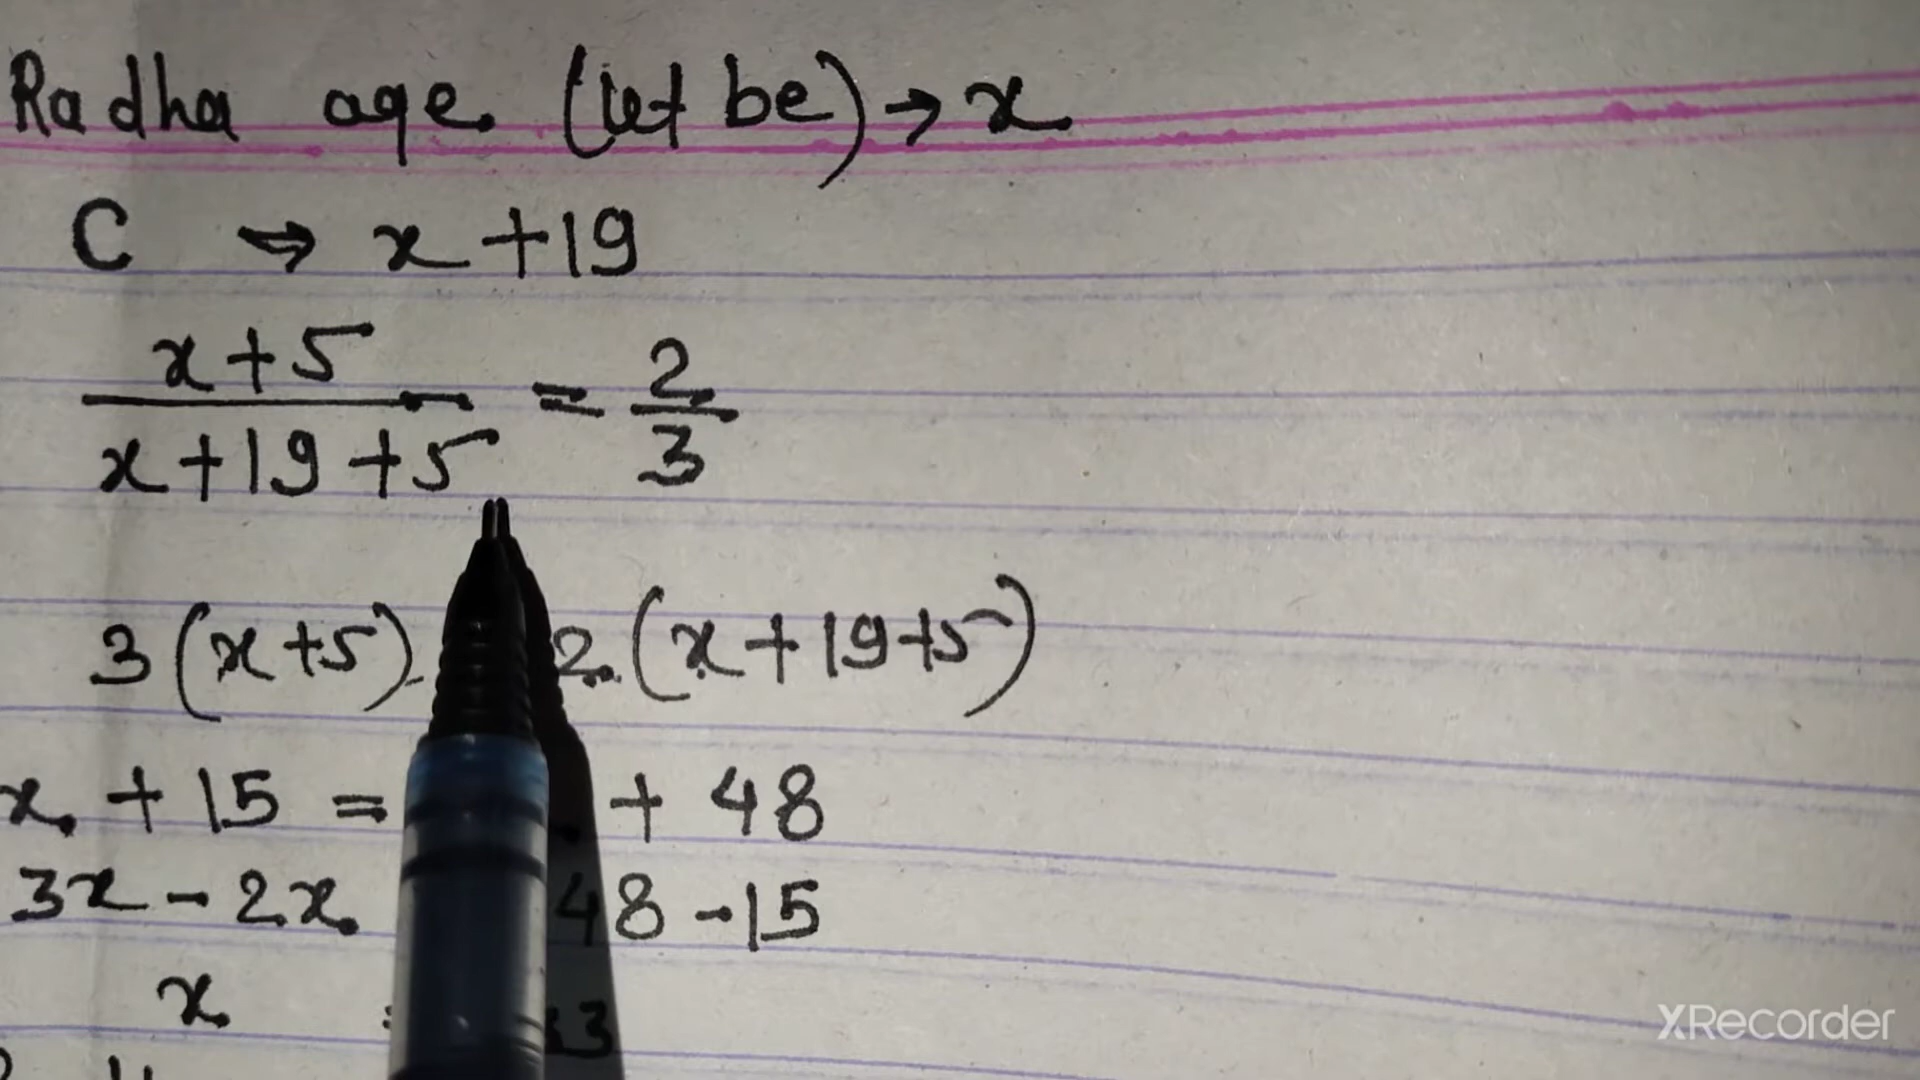 Radha age (let be) → x
C → x + 19
x + 5 / x + 19 + 5 = 2 / 3
3 (x + 5) 2 (x + 19 + 5)
x + 15 = + 48
3x - 2x 48 - 15
x 33
XRecorder